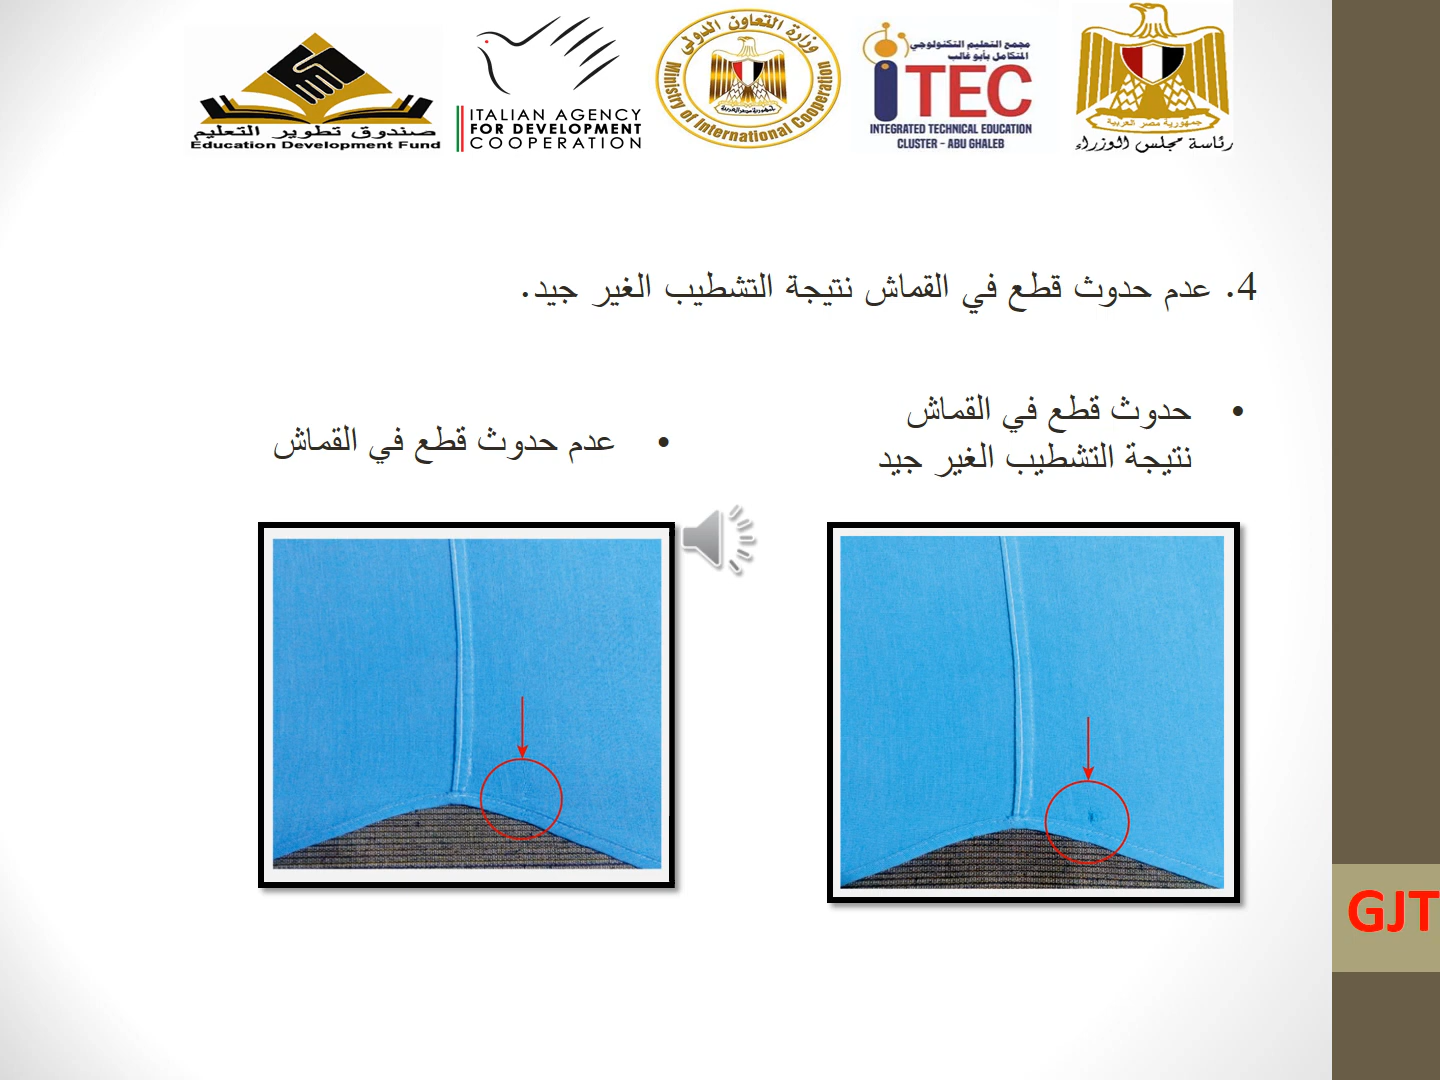 صندوق تطوير التعليم
Education Development Fund
ITALIAN AGENCY
FOR DEVELOPMENT
COOPERATION
وزارة التعاون الدولى
Ministry of International Cooperation
مجمع التعليم التكنولوجي
المتكامل بأبو غالب
iTEC
INTEGRATED TECHNICAL EDUCATION
CLUSTER - ABU GHALEB
جمهورية مصر العربية
رئاسة مجلس الوزراء
4. عدم حدوث قطع في القماش نتيجة التشطيب الغير جيد.
• حدوث قطع في القماش
نتيجة التشطيب الغير جيد
• عدم حدوث قطع في القماش
GJT